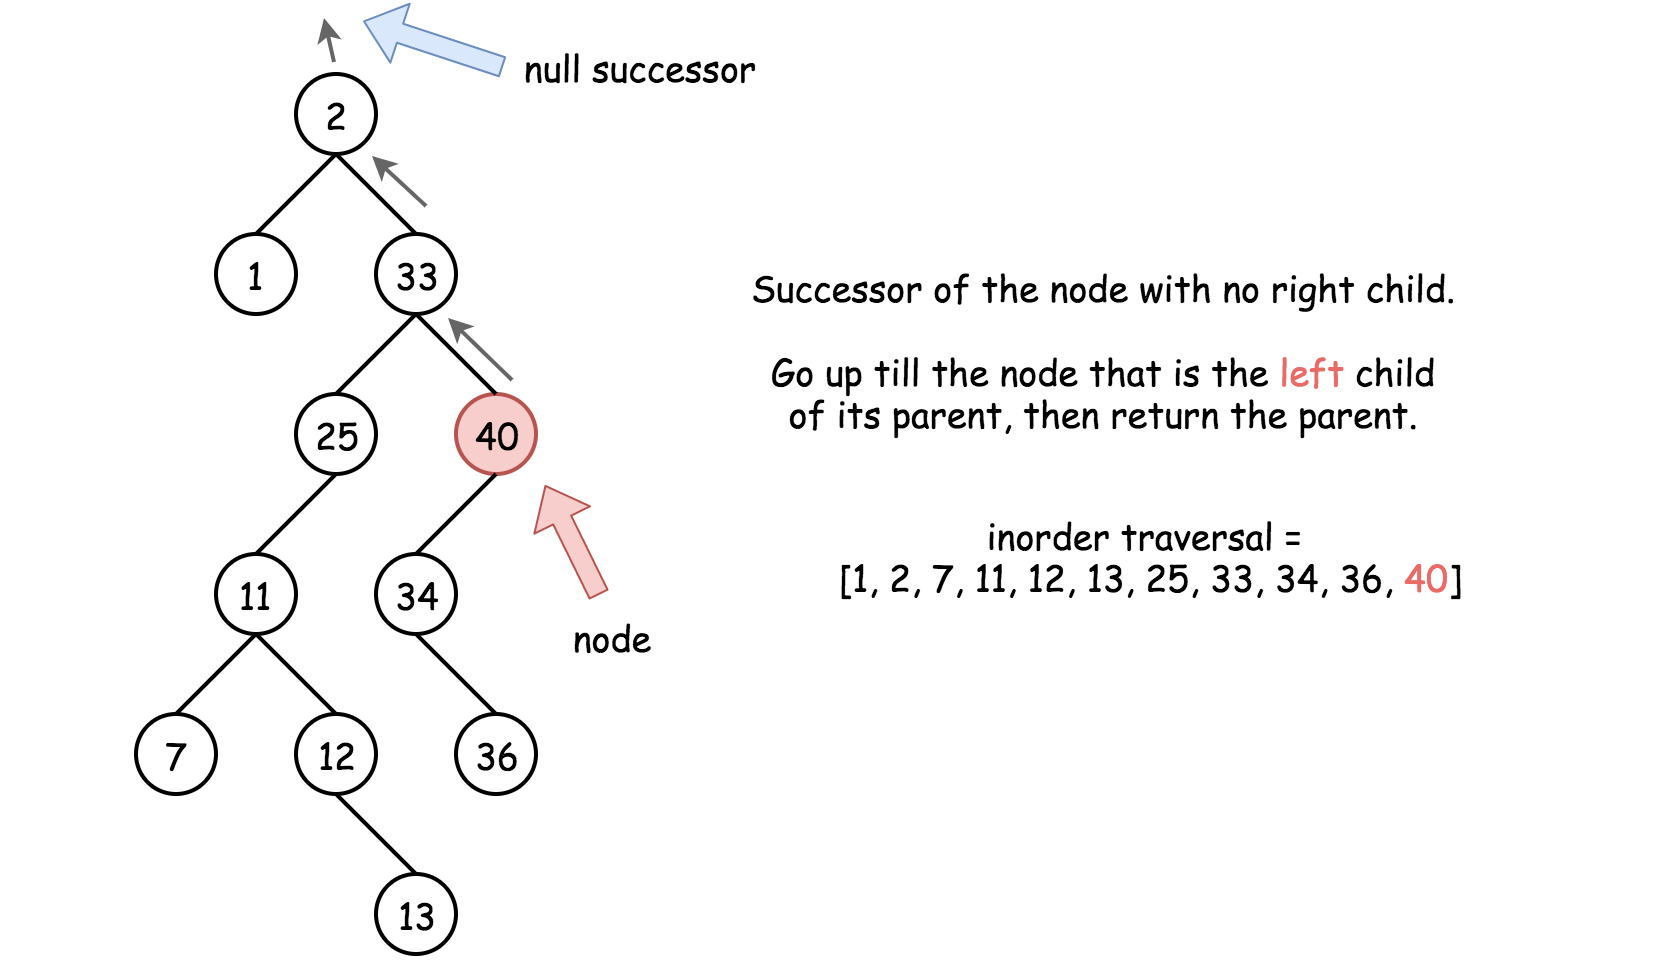 null successor
2
1
33
25
40
11
34
node
7
12
36
13
Successor of the node with no right child.
Go up till the node that is the left child
of its parent, then return the parent.
inorder traversal =
[1, 2, 7, 11, 12, 13, 25, 33, 34, 36, 40]